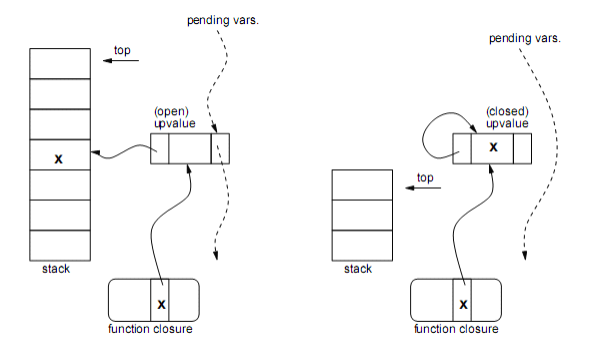 pending vars.
top
(open)
upvalue
x
stack
x
function closure
pending vars.
(closed)
upvalue
x
top
stack
x
function closure